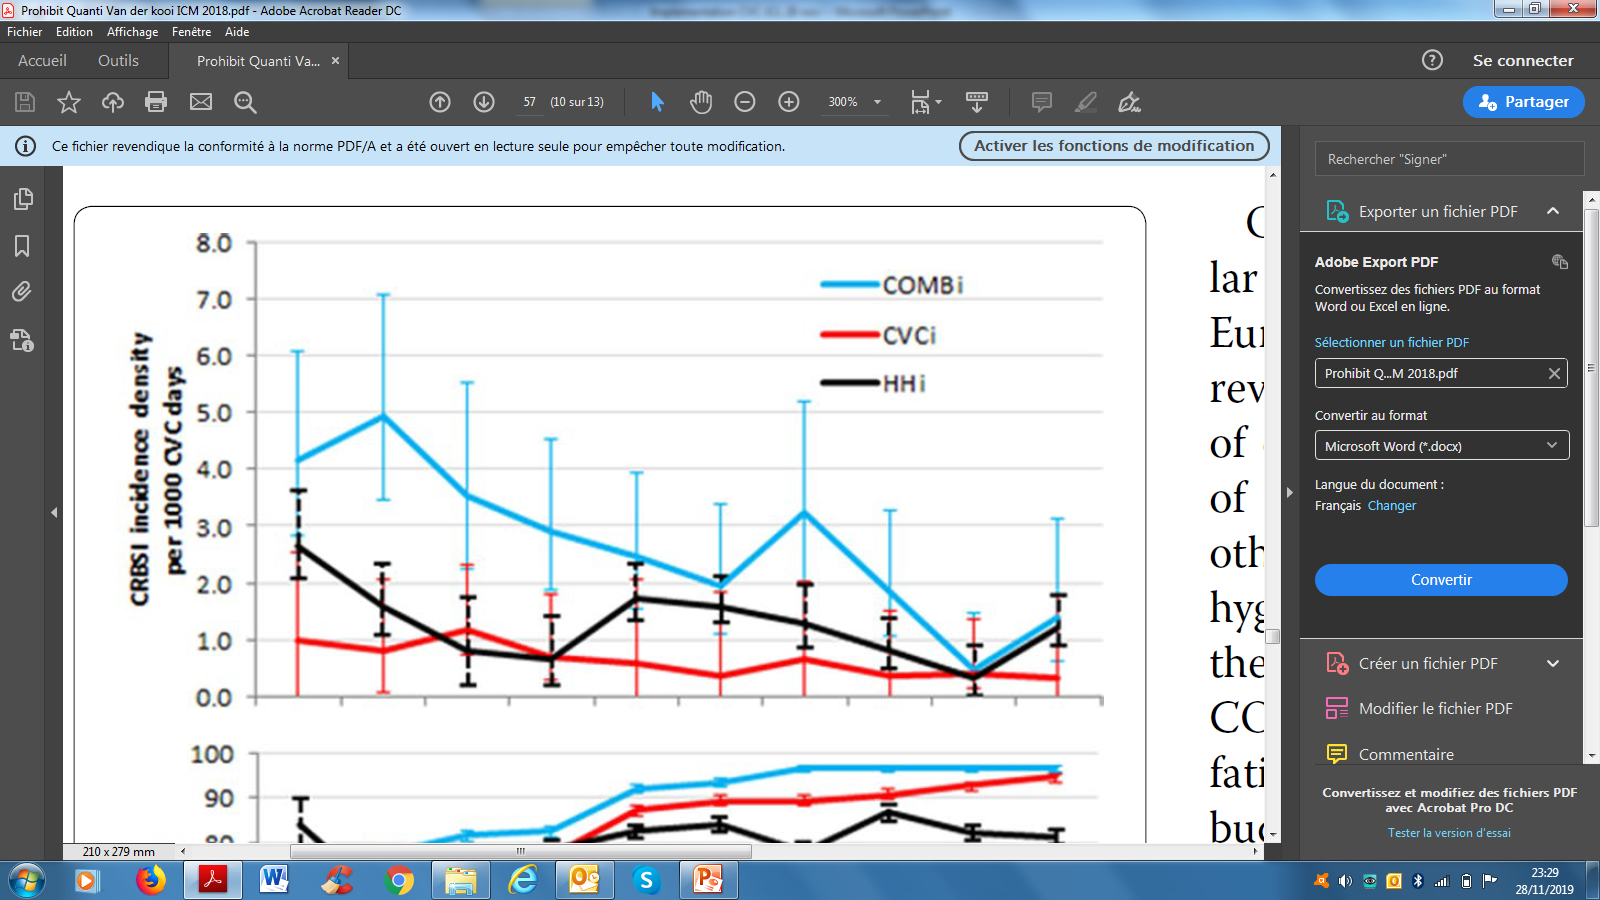 Prohibit Quanti Van der kooi ICM 2018.pdf - Adobe Acrobat Reader DC
Fichier Edition Affichage Fenêtre Aide
Accueil Outils Prohibit Quanti Va... ×
Se connecter
57 (10 sur 13)
300%
Partager
Ce fichier revendique la conformité à la norme PDF/A et a été ouvert en lecture seule pour empêcher toute modification.
Activer les fonctions de modification
8.0
7.0
6.0
5.0
4.0
3.0
2.0
1.0
0.0
CRBSI incidence density
per 1000 CVC days
COMBi
CVCi
HHi
100
90
80
lar
Eur
rev
of
of
oth
hyg
the
CO
fati
bud
210 x 279 mm
Rechercher "Signer"
Exporter un fichier PDF
Adobe Export PDF
Convertissez des fichiers PDF au format
Word ou Excel en ligne.
Sélectionner un fichier PDF
Prohibit Q...M 2018.pdf
Convertir au format
Microsoft Word (*.docx)
Langue du document :
Français Changer
Convertir
Créer un fichier PDF
Modifier le fichier PDF
Commentaire
Convertissez et modifiez des fichiers PDF
avec Acrobat Pro DC
Tester la version d'essai
23:29
28/11/2019